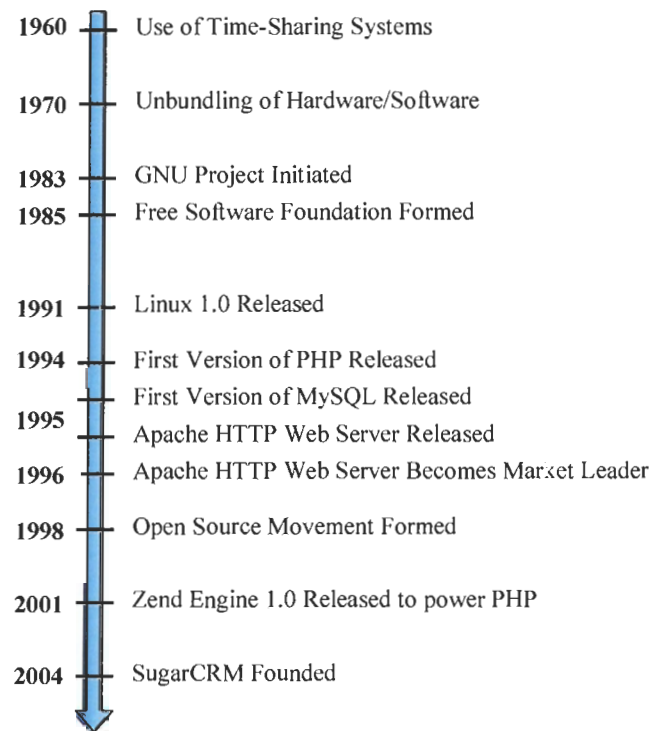 1960 Use of Time-Sharing Systems
1970 Unbundling of Hardware/Software
1983 GNU Project Initiated
1985 Free Software Foundation Formed
1991 Linux 1.0 Released
1994 First Version of PHP Released
First Version of MySQL Released
1995
Apache HTTP Web Server Released
1996 Apache HTTP Web Server Becomes Market Leader
1998 Open Source Movement Formed
2001 Zend Engine 1.0 Released to power PHP
2004 SugarCRM Founded